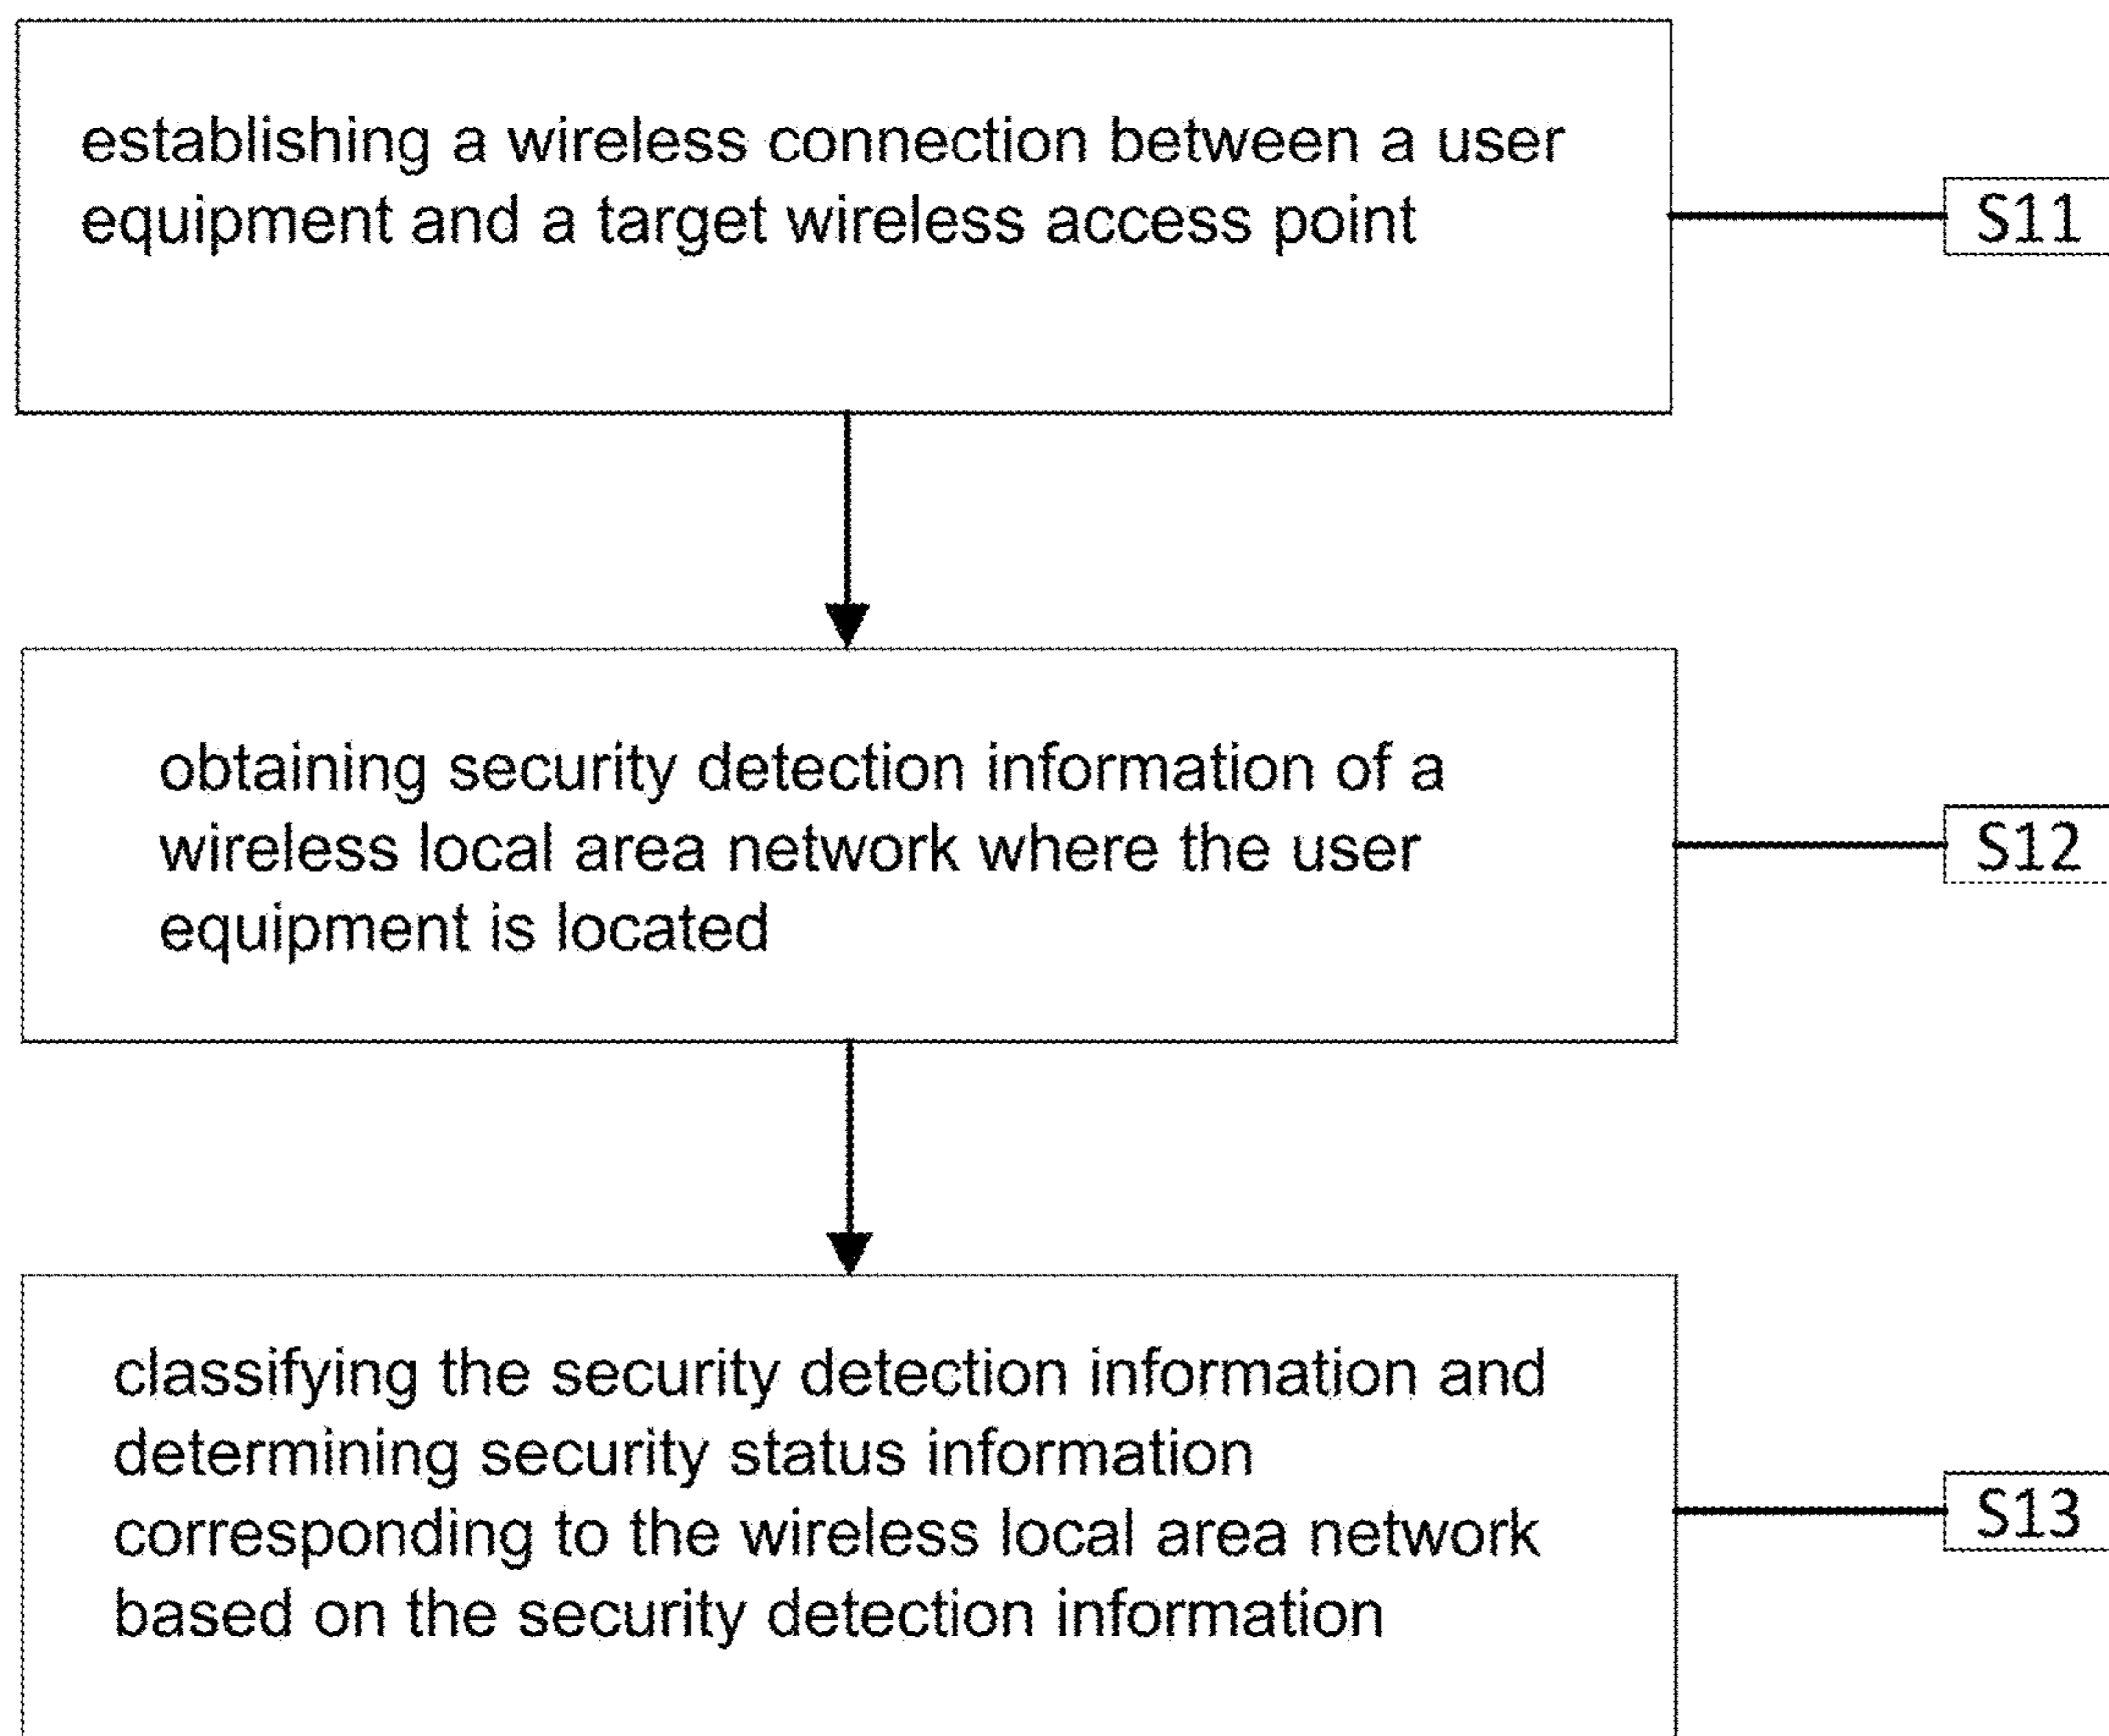 establishing a wireless connection between a user
equipment and a target wireless access point
S11
obtaining security detection information of a
wireless local area network where the user
equipment is located
S12
classifying the security detection information and
determining security status information
corresponding to the wireless local area network
based on the security detection information
S13